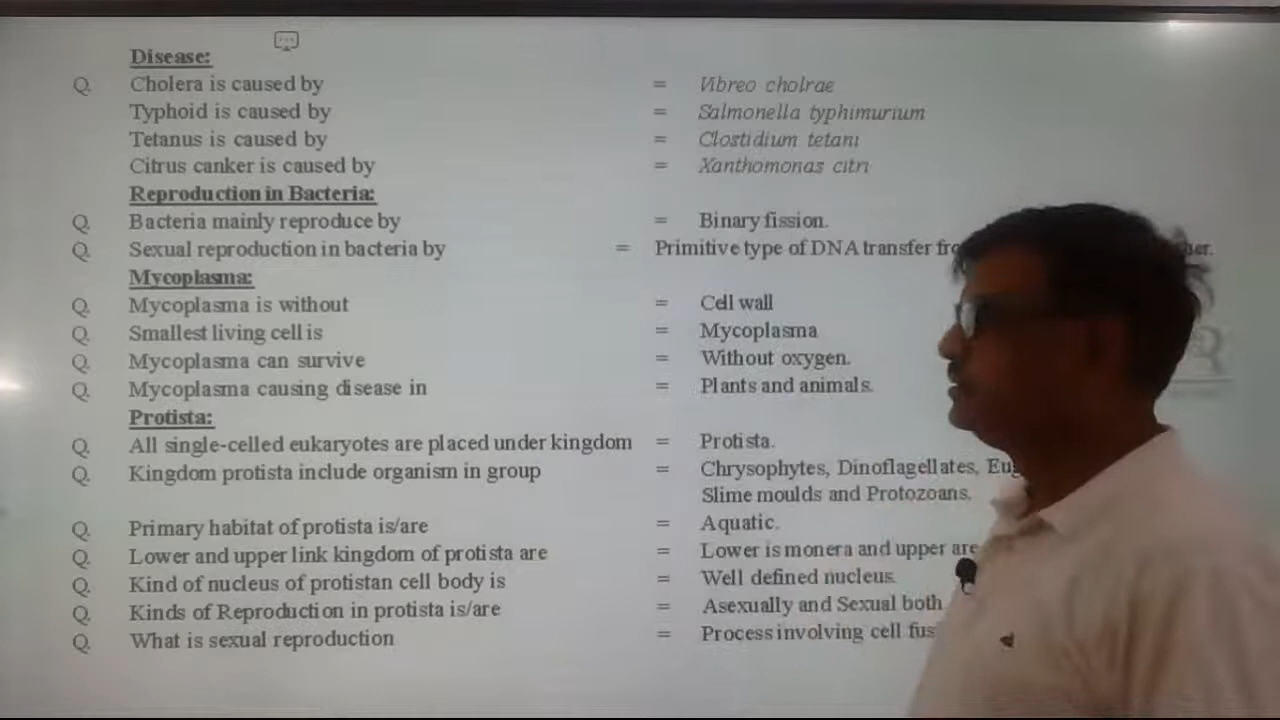 Disease:
Q. Cholera is caused by = Vibreo cholrae
Typhoid is caused by = Salmonella typhimurium
Tetanus is caused by = Clostidium tetani
Citrus canker is caused by = Xanthomonas citri
Reproduction in Bacteria:
Q. Bacteria mainly reproduce by = Binary fission.
Q. Sexual reproduction in bacteria by = Primitive type of DNA transfer
Mycoplasma:
Q. Mycoplasma is without = Cell wall
Q. Smallest living cell is = Mycoplasma
Q. Mycoplasma can survive = Without oxygen.
Q. Mycoplasma causing disease in = Plants and animals.
Protista:
Q. All single-celled eukaryotes are placed under kingdom = Protista.
Q. Kingdom protista include organism in group = Chrysophytes, Dinoflagellates,
Slime moulds and Protozoans.
Q. Primary habitat of protista is/are = Aquatic.
Q. Lower and upper link kingdom of protista are = Lower is monera and upper are
Q. Kind of nucleus of protistan cell body is = Well defined nucleus.
Q. Kinds of Reproduction in protista is/are = Asexually and Sexual both
Q. What is sexual reproduction = Process involving cell